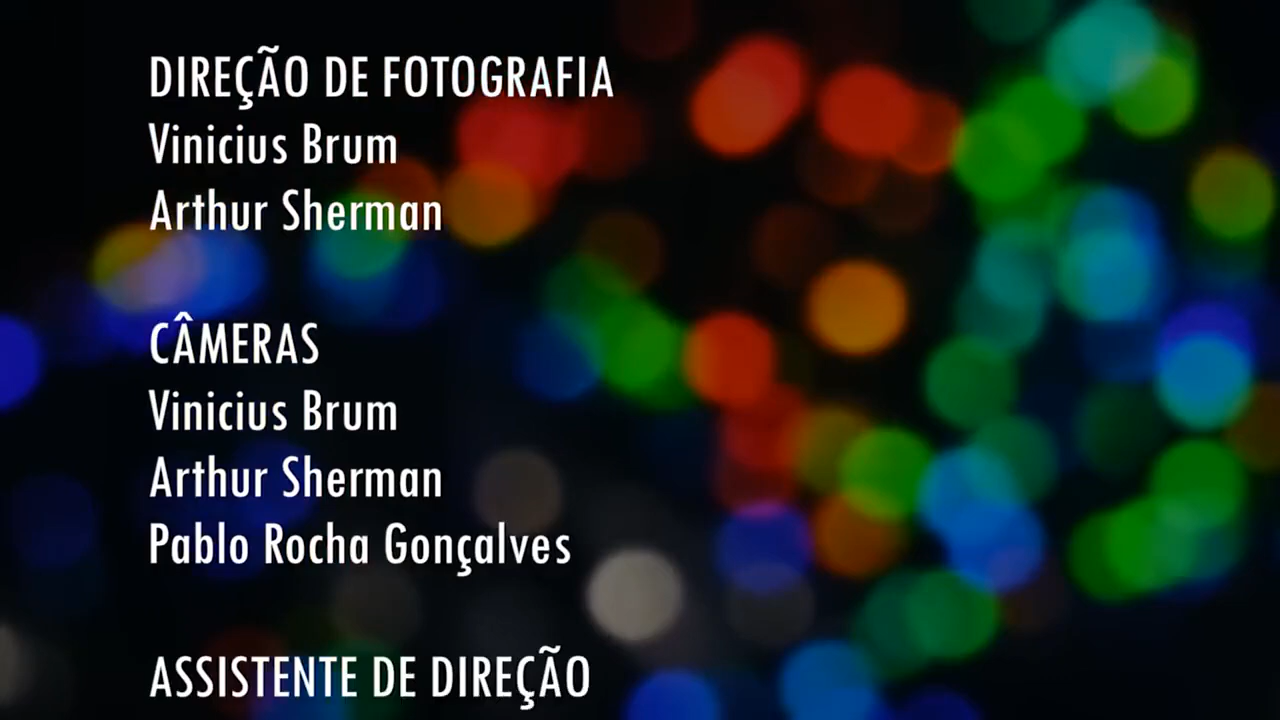 DIREÇÃO DE FOTOGRAFIA
Vinicius Brum
Arthur Sherman
CÂMERAS
Vinicius Brum
Arthur Sherman
Pablo Rocha Gonçalves
ASSISTENTE DE DIREÇÃO